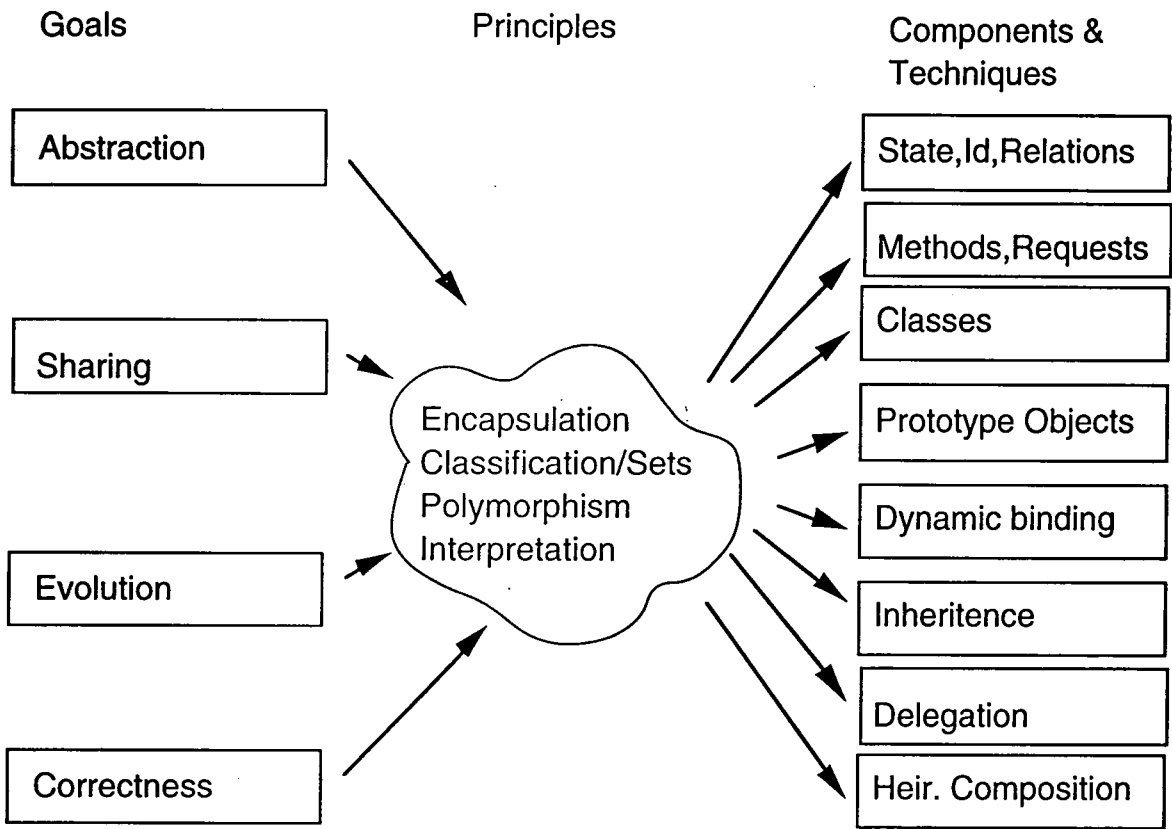 Goals
Principles
Components &
Techniques
Abstraction
Sharing
Evolution
Correctness
Encapsulation
Classification/Sets
Polymorphism
Interpretation
State,Id,Relations
Methods,Requests
Classes
Prototype Objects
Dynamic binding
Inheritence
Delegation
Heir. Composition